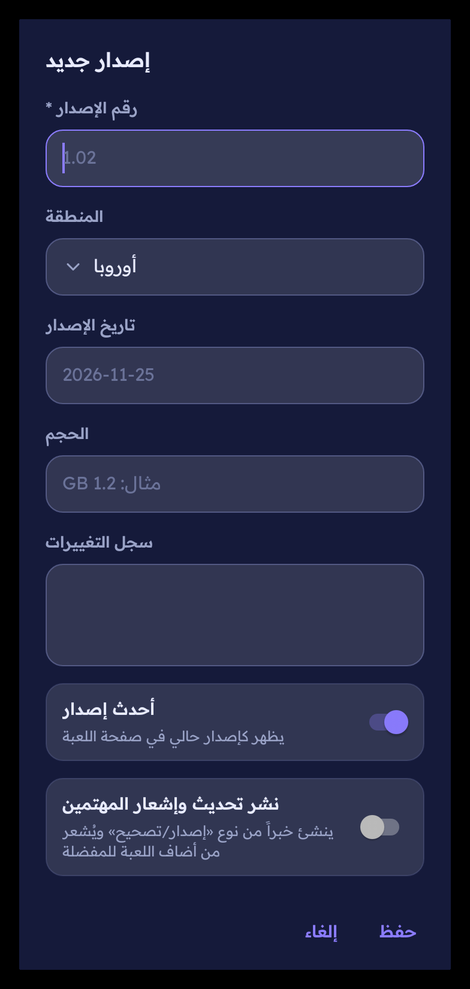 إصدار جديد
رقم الإصدار *
1.02
المنطقة
أوروبا
تاريخ الإصدار
2026-11-25
الحجم
مثال: 1.2 GB
سجل التغييرات
أحدث إصدار
يظهر كإصدار حالي في صفحة اللعبة
نشر تحديث وإشعار المهتمين
ينشئ خبراً من نوع «إصدار/تصحيح» ويُشعر
من أضاف اللعبة للمفضلة
حفظ
إلغاء